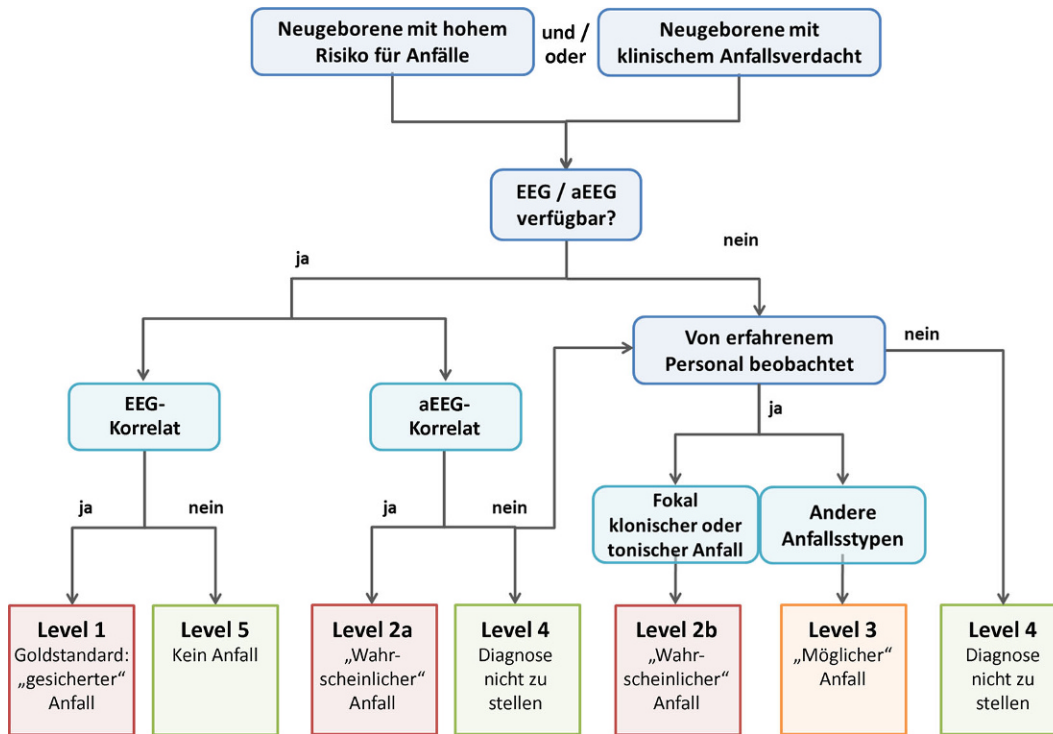 Neugeborene mit hohem
Risiko für Anfälle
und /
oder
Neugeborene mit
klinischem Anfallsverdacht
EEG / aEEG
verfügbar?
ja
nein
Von erfahrenem
Personal beobachtet
nein
ja
EEG-
Korrelat
aEEG-
Korrelat
ja
nein
ja
nein
Fokal
klonischer oder
tonischer Anfall
Andere
Anfallsstypen
Level 1
Goldstandard:
„gesicherter“
Anfall
Level 5
Kein Anfall
Level 2a
„Wahr-
scheinlicher“
Anfall
Level 4
Diagnose
nicht zu
stellen
Level 2b
„Wahr-
scheinlicher“
Anfall
Level 3
„Möglicher“
Anfall
Level 4
Diagnose
nicht zu
stellen